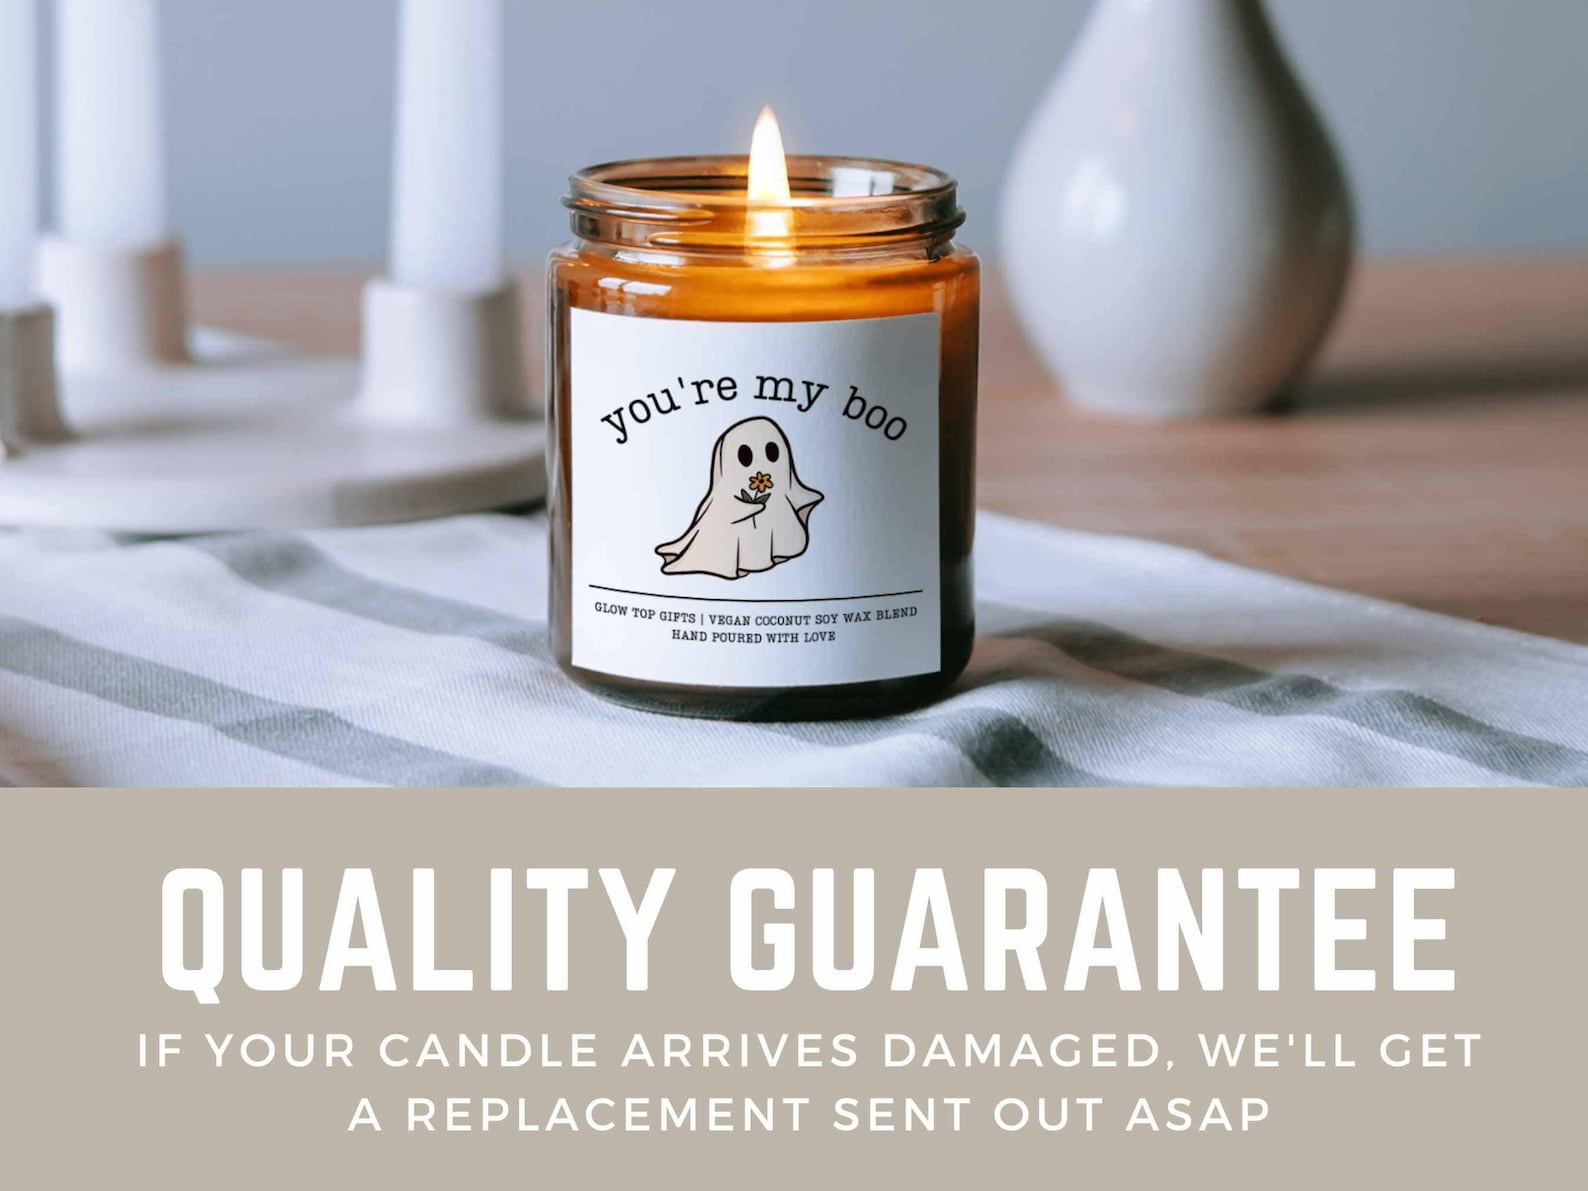 you're my boo
GLOW TOP GIFTS | VEGAN COCONUT SOY WAX BLEND
HAND POURED WITH LOVE
QUALITY GUARANTEE
IF YOUR CANDLE ARRIVES DAMAGED, WE'LL GET
A REPLACEMENT SENT OUT ASAP